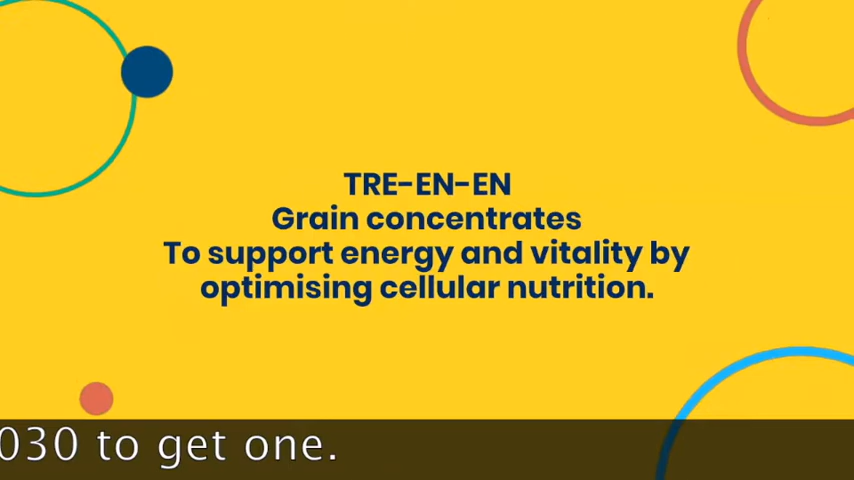 TRE-EN-EN
Grain concentrates
To support energy and vitality by
optimising cellular nutrition.
030 to get one.